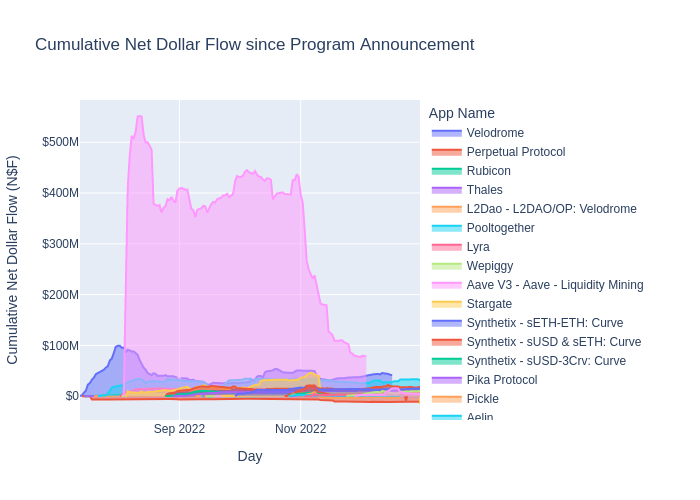 Cumulative Net Dollar Flow since Program Announcement
App Name
Velodrome
Perpetual Protocol
Rubicon
Thales
L2Dao - L2DAO/OP: Velodrome
Pooltogether
Lyra
Wepiggy
Aave V3 - Aave - Liquidity Mining
Stargate
Synthetix - sETH-ETH: Curve
Synthetix - sUSD & sETH: Curve
Synthetix - sUSD-3Crv: Curve
Pika Protocol
Pickle
Aelin
Cumulative Net Dollar Flow (N$F)
$500M
$400M
$300M
$200M
$100M
$0
Sep 2022
Nov 2022
Day